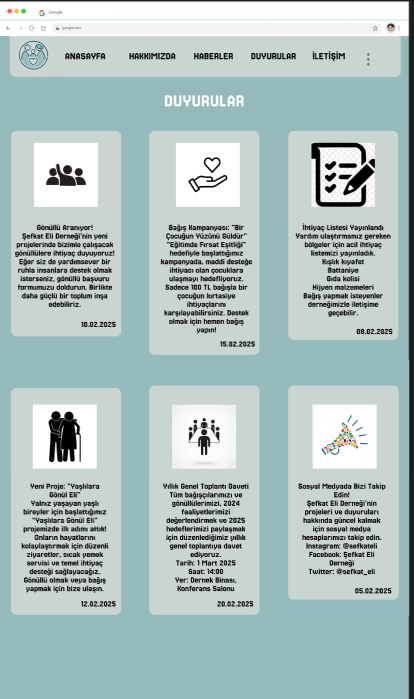 Google
google.com
ANASAYFA
HAKKIMIZDA
HABERLER
DUYURULAR
İLETİŞİM
DUYURULAR
Gönüllü Aranıyor!
Şefkat Eli Derneği'nin yeni
projelerinde bizimle çalışacak
gönüllülere ihtiyaç duyuyoruz!
Eğer siz de yardımsever bir
ruhla insanlara destek olmak
isterseniz, gönüllü başvuru
formumuzu doldurun. Birlikte
daha güçlü bir toplum inşa
edebiliriz.
10.02.2025
Bağış Kampanyası: "Bir
Çocuğun Yüzünü Güldür"
"Eğitimde Fırsat Eşitliği"
hedefiyle başlattığımız
kampanyada, maddi desteğe
ihtiyacı olan çocuklara
ulaşmayı hedefliyoruz.
Sadece 100 TL bağışla bir
çocuğun kırtasiye
ihtiyaçlarını
karşılayabilirsiniz. Destek
olmak için hemen bağış
yapın!
15.02.2025
İhtiyaç Listesi Yayınlandı
Yardım ulaştırmamız gereken
bölgeler için acil ihtiyaç
listemizi yayınladık.
Kışlık kıyafet
Battaniye
Gıda kolisi
Hijyen malzemeleri
Bağış yapmak isteyenler
derneğimizle iletişime
geçebilir.
08.02.2025
Yeni Proje: "Yaşlılara
Gönül Eli"
Yalnız yaşayan yaşlı
bireyler için başlattığımız
"Yaşlılara Gönül Eli"
projemizde ilk adımı attık!
Onların hayatlarını
kolaylaştırmak için düzenli
ziyaretler, sıcak yemek
servisi ve temel ihtiyaç
desteği sağlayacağız.
Gönüllü olmak veya bağış
yapmak için bize ulaşın.
12.02.2025
Yıllık Genel Toplantı Daveti
Tüm bağışçılarımızı ve
gönüllülerimizi, 2024
faaliyetlerimizi
değerlendirmek ve 2025
hedeflerimizi paylaşmak
için düzenlediğimiz yıllık
genel toplantıya davet
ediyoruz.
Tarih: 1 Mart 2025
Saat: 14:00
Yer: Dernek Binası,
Konferans Salonu
20.02.2025
Sosyal Medyada Bizi Takip
Edin!
Şefkat Eli Derneği'nin
projeleri ve duyuruları
hakkında güncel kalmak
için sosyal medya
hesaplarımızı takip edin.
Instagram: @sefkateli
Facebook: Şefkat Eli
Derneği
Twitter: @sefkat_eli
05.02.2025